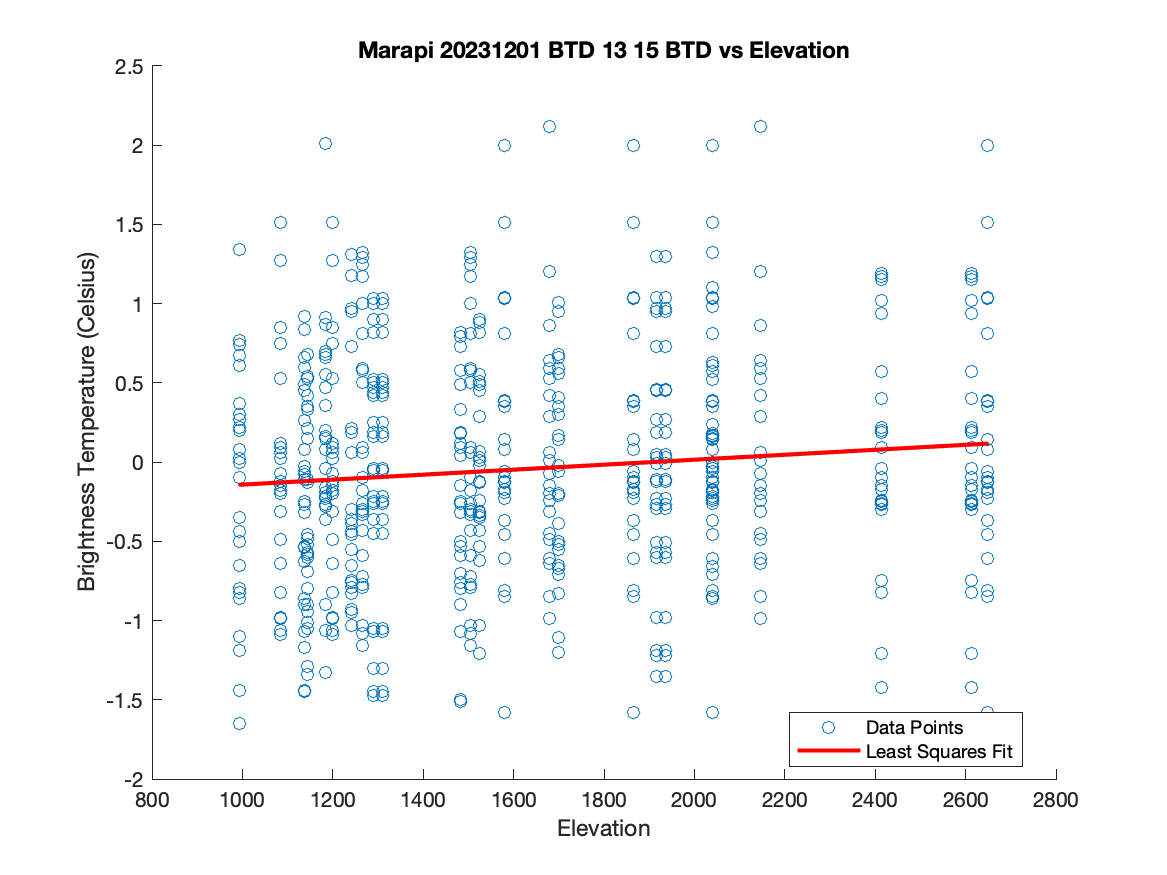 Marapi 20231201 BTD 13 15 BTD vs Elevation
2.5
2
1.5
1
0.5
0
-0.5
-1
-1.5
-2
Brightness Temperature (Celsius)
Data Points
Least Squares Fit
800 1000 1200 1400 1600 1800 2000 2200 2400 2600 2800
Elevation